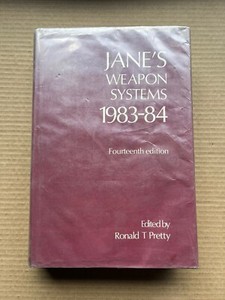 JANE'S
WEAPON
SYSTEMS
1983-84
Fourteenth edition
Edited by
Ronald T Pretty